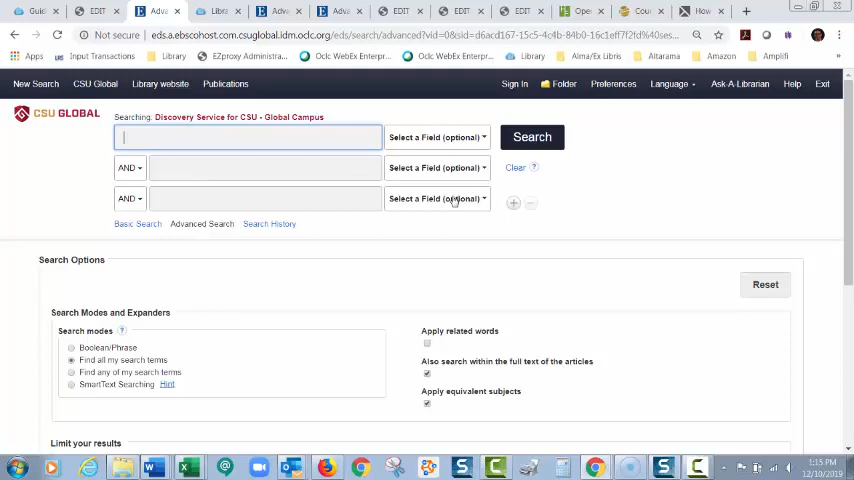 Guid
EDIT
Adva
Libra
Adva
Adva
EDIT
EDIT
EDIT
Ope
Cou
How
Not secure | eds.a.ebscohost.com.csuglobal.idm.oclc.org/eds/search/advanced?vid=0&sid=d6acd167-15c5-4c4b-84b0-16c1eff7f2fd%40sdc-v-sess...
Apps
Input Transactions
Library
EZproxy Administra...
Oclc WebEx Enterpr...
Oclc WebEx Enterpr...
Library
Alma/Ex Libris
Altarama
Amazon
Amplifi
New Search CSU Global Library website Publications Sign In Folder Preferences Language Ask-A-Librarian Help Exit
CSU GLOBAL
Searching: Discovery Service for CSU - Global Campus
Select a Field (optional) Search
AND Select a Field (optional) Clear ?
AND Select a Field (optional)
Basic Search Advanced Search Search History
Search Options
Reset
Search Modes and Expanders
Search modes ?
Boolean/Phrase
Find all my search terms
Find any of my search terms
SmartText Searching Hint
Apply related words
Also search within the full text of the articles
Apply equivalent subjects
Limit your results
1:15 PM
12/10/2019